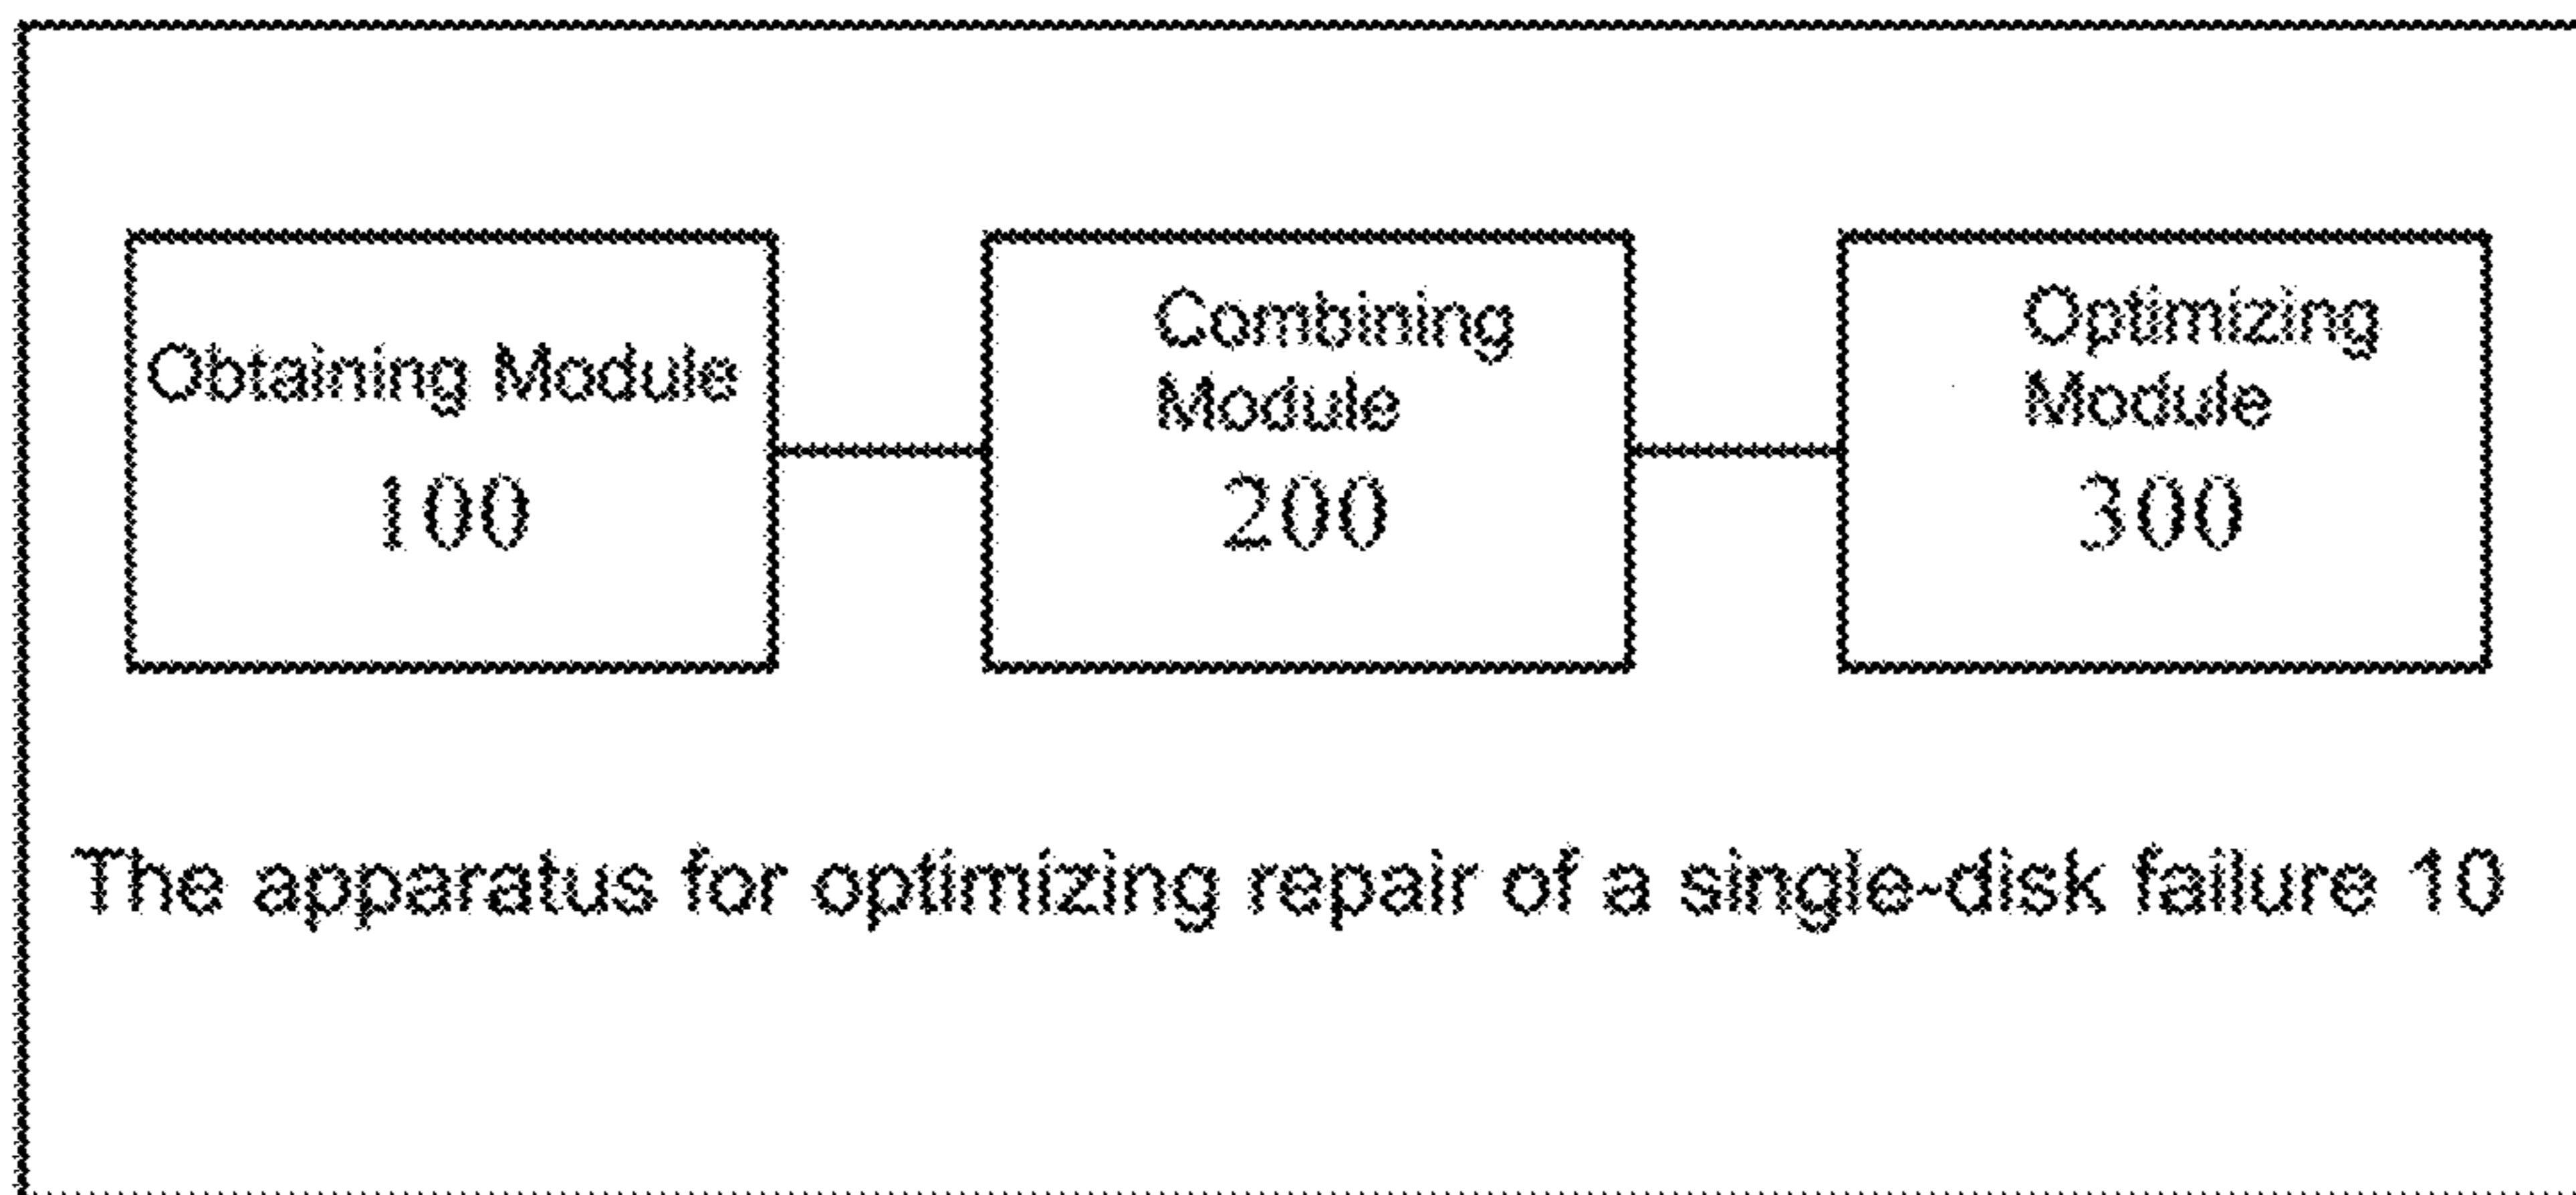 Obtaining Module
100
Combining
Module
200
Optimizing
Module
300
The apparatus for optimizing repair of a single-disk failure 10